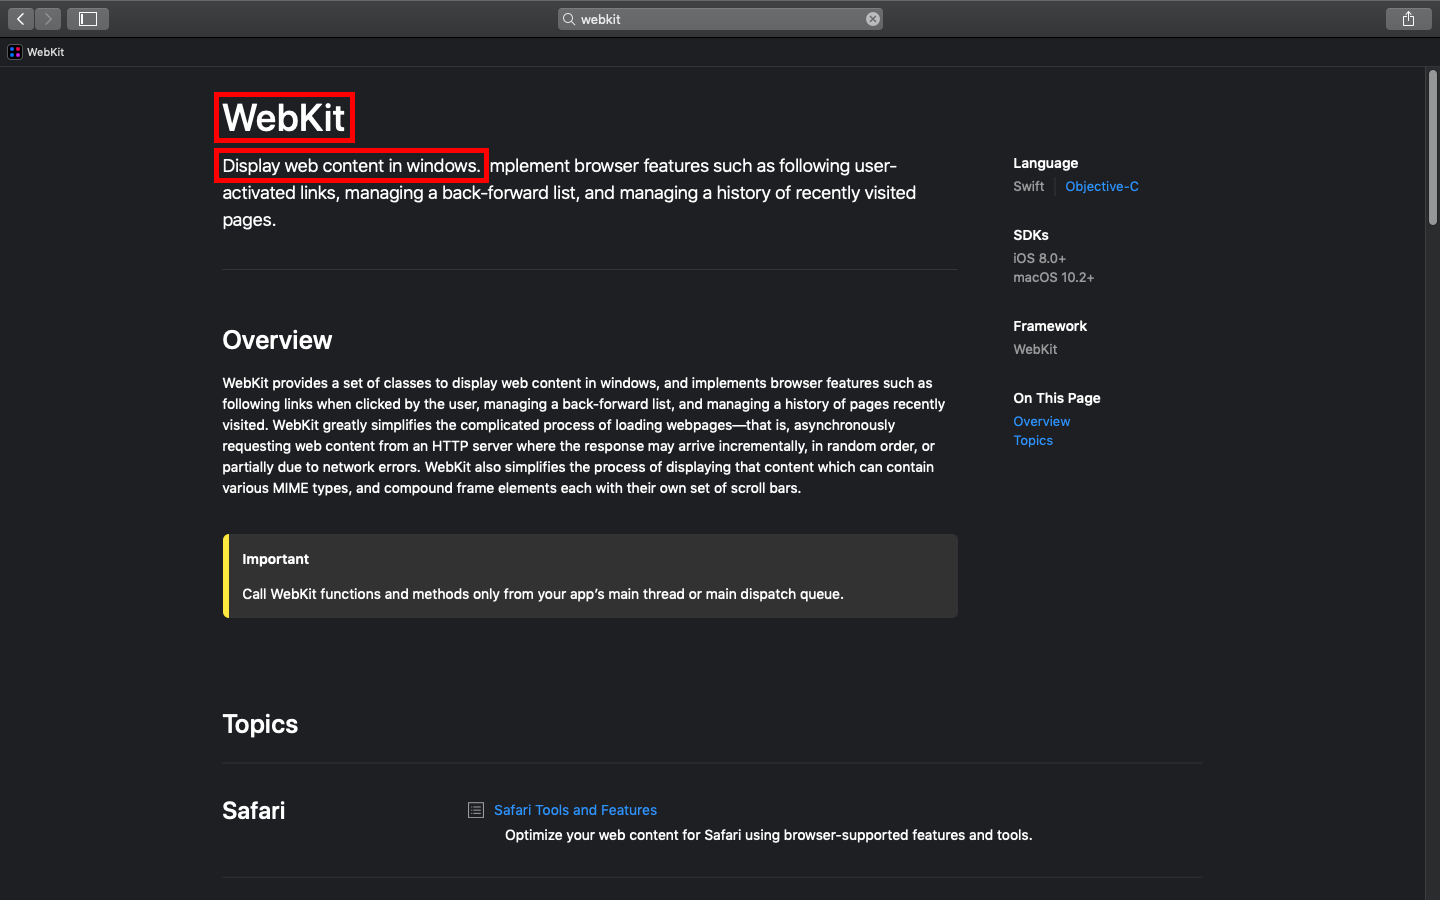 webkit
WebKit
WebKit
Display web content in windows. Implement browser features such as following user-
activated links, managing a back-forward list, and managing a history of recently visited
pages.
Language
Swift
Objective-C
SDKs
iOS 8.0+
macOS 10.2+
Framework
WebKit
On This Page
Overview
Topics
Overview
WebKit provides a set of classes to display web content in windows, and implements browser features such as
following links when clicked by the user, managing a back-forward list, and managing a history of pages recently
visited. WebKit greatly simplifies the complicated process of loading webpages—that is, asynchronously
requesting web content from an HTTP server where the response may arrive incrementally, in random order, or
partially due to network errors. WebKit also simplifies the process of displaying that content which can contain
various MIME types, and compound frame elements each with their own set of scroll bars.
Important
Call WebKit functions and methods only from your app’s main thread or main dispatch queue.
Topics
Safari
Safari Tools and Features
Optimize your web content for Safari using browser-supported features and tools.